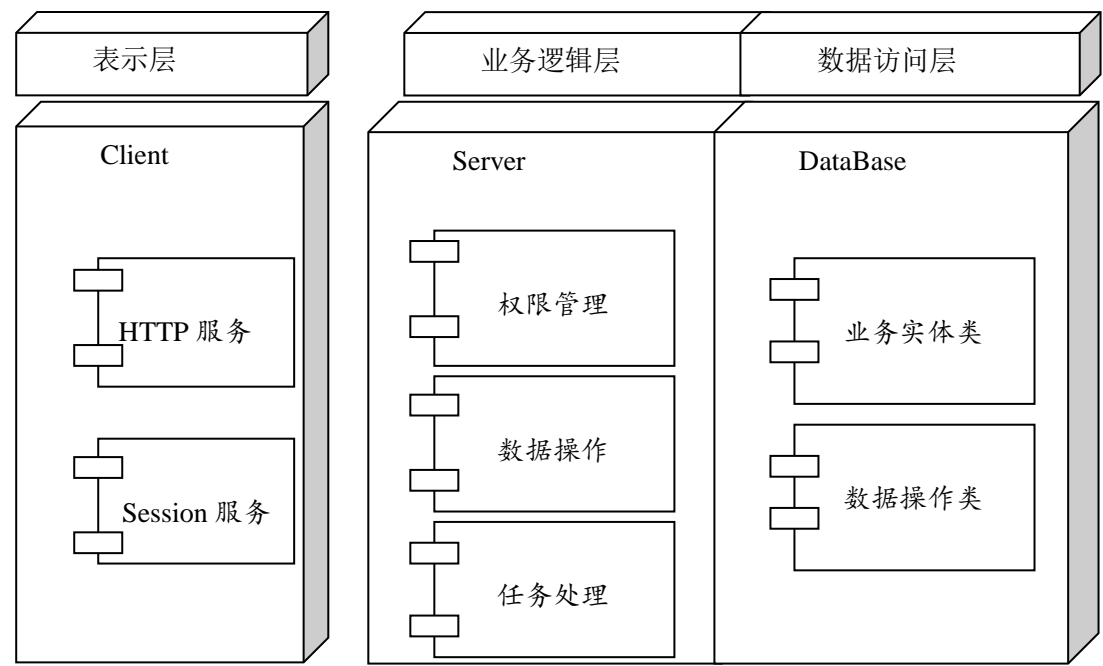 表示层
业务逻辑层
数据访问层
Client
HTTP 服务
Session 服务
Server
权限管理
数据操作
任务处理
DataBase
业务实体类
数据操作类